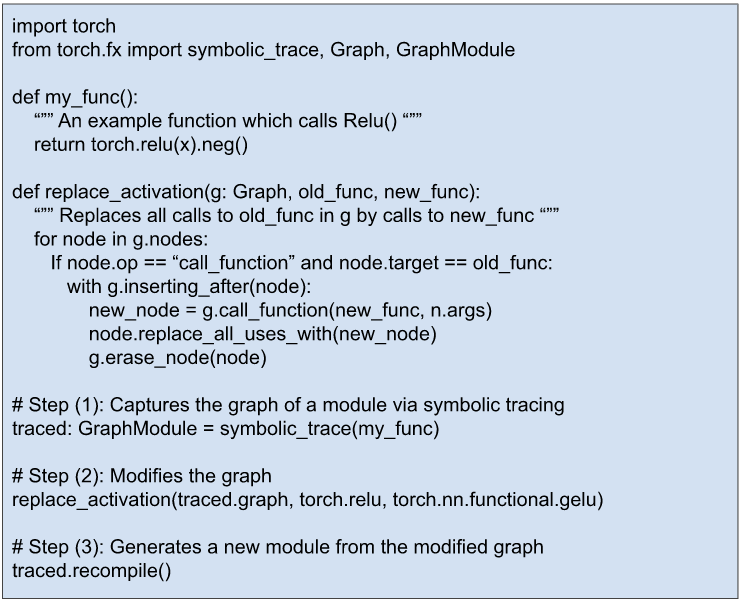 import torch
from torch.fx import symbolic_trace, Graph, GraphModule
def my_func():
“”” An example function which calls Relu() “””
return torch.relu(x).neg()
def replace_activation(g: Graph, old_func, new_func):
“”” Replaces all calls to old_func in g by calls to new_func “””
for node in g.nodes:
If node.op == “call_function” and node.target == old_func:
with g.inserting_after(node):
new_node = g.call_function(new_func, n.args)
node.replace_all_uses_with(new_node)
g.erase_node(node)
# Step (1): Captures the graph of a module via symbolic tracing
traced: GraphModule = symbolic_trace(my_func)
# Step (2): Modifies the graph
replace_activation(traced.graph, torch.relu, torch.nn.functional.gelu)
# Step (3): Generates a new module from the modified graph
traced.recompile()